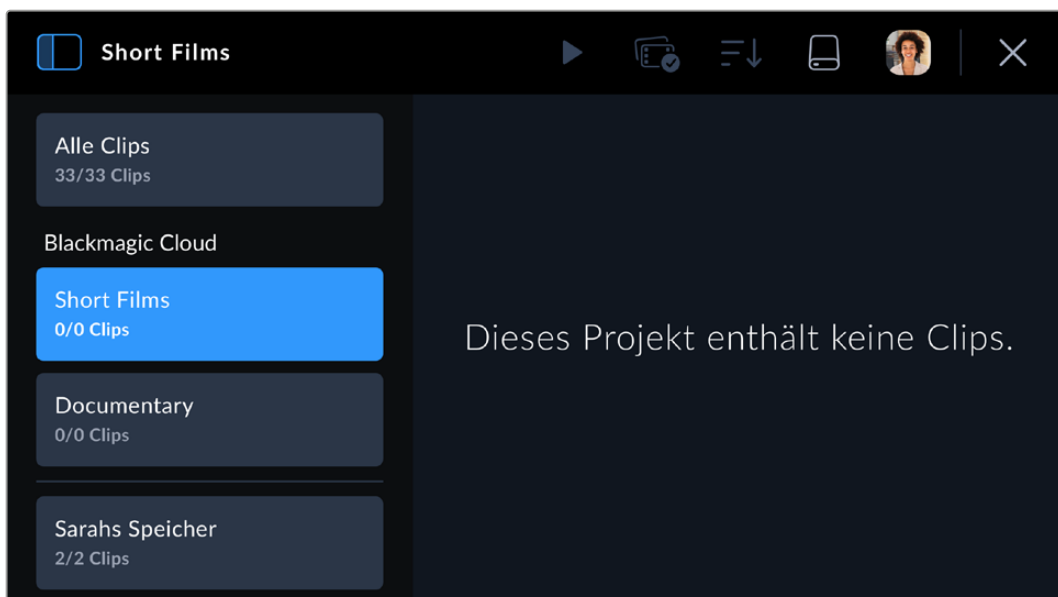 Short Films
Alle Clips
33/33 Clips
Blackmagic Cloud
Short Films
0/0 Clips
Documentary
0/0 Clips
Sarahs Speicher
2/2 Clips
Dieses Projekt enthält keine Clips.